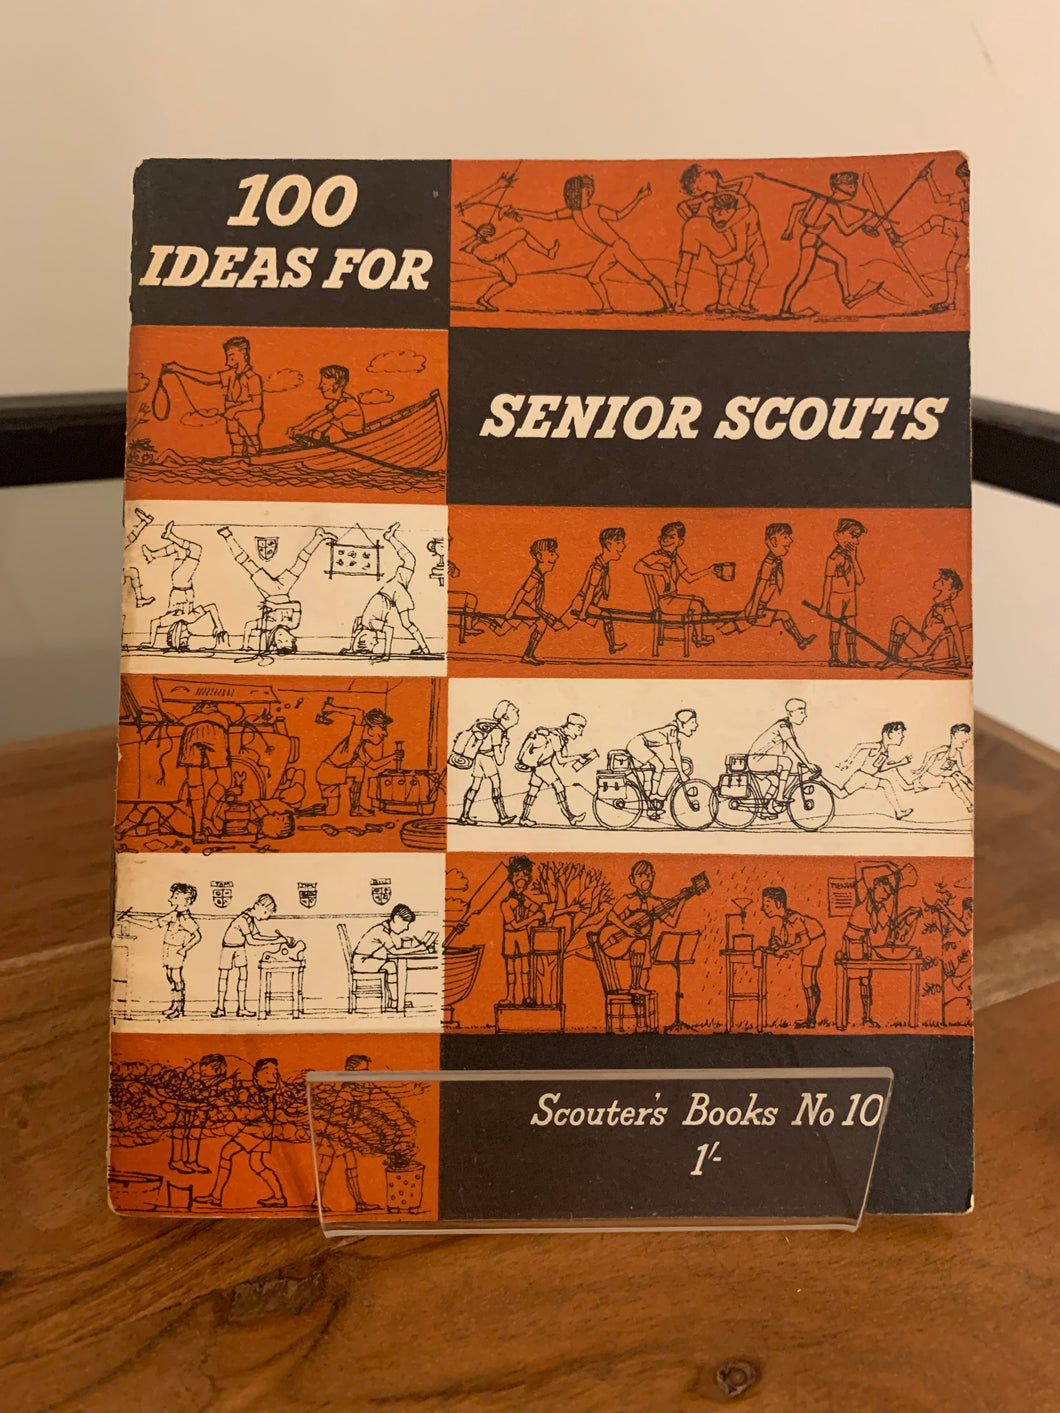 100
IDEAS FOR
SENIOR SCOUTS
Scouter's Books No 10
1'-